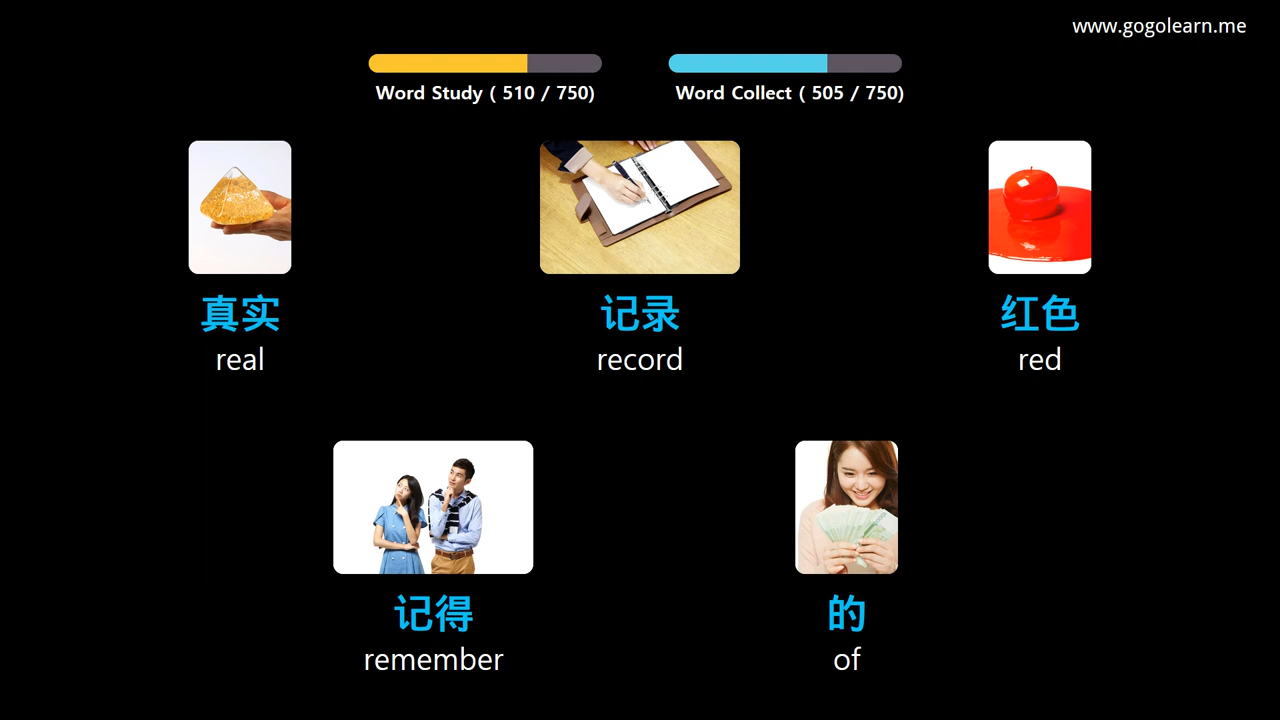 www.gogolearn.me
Word Study ( 510 / 750)
Word Collect ( 505 / 750)
真实
real
记录
record
红色
red
记得
remember
的
of